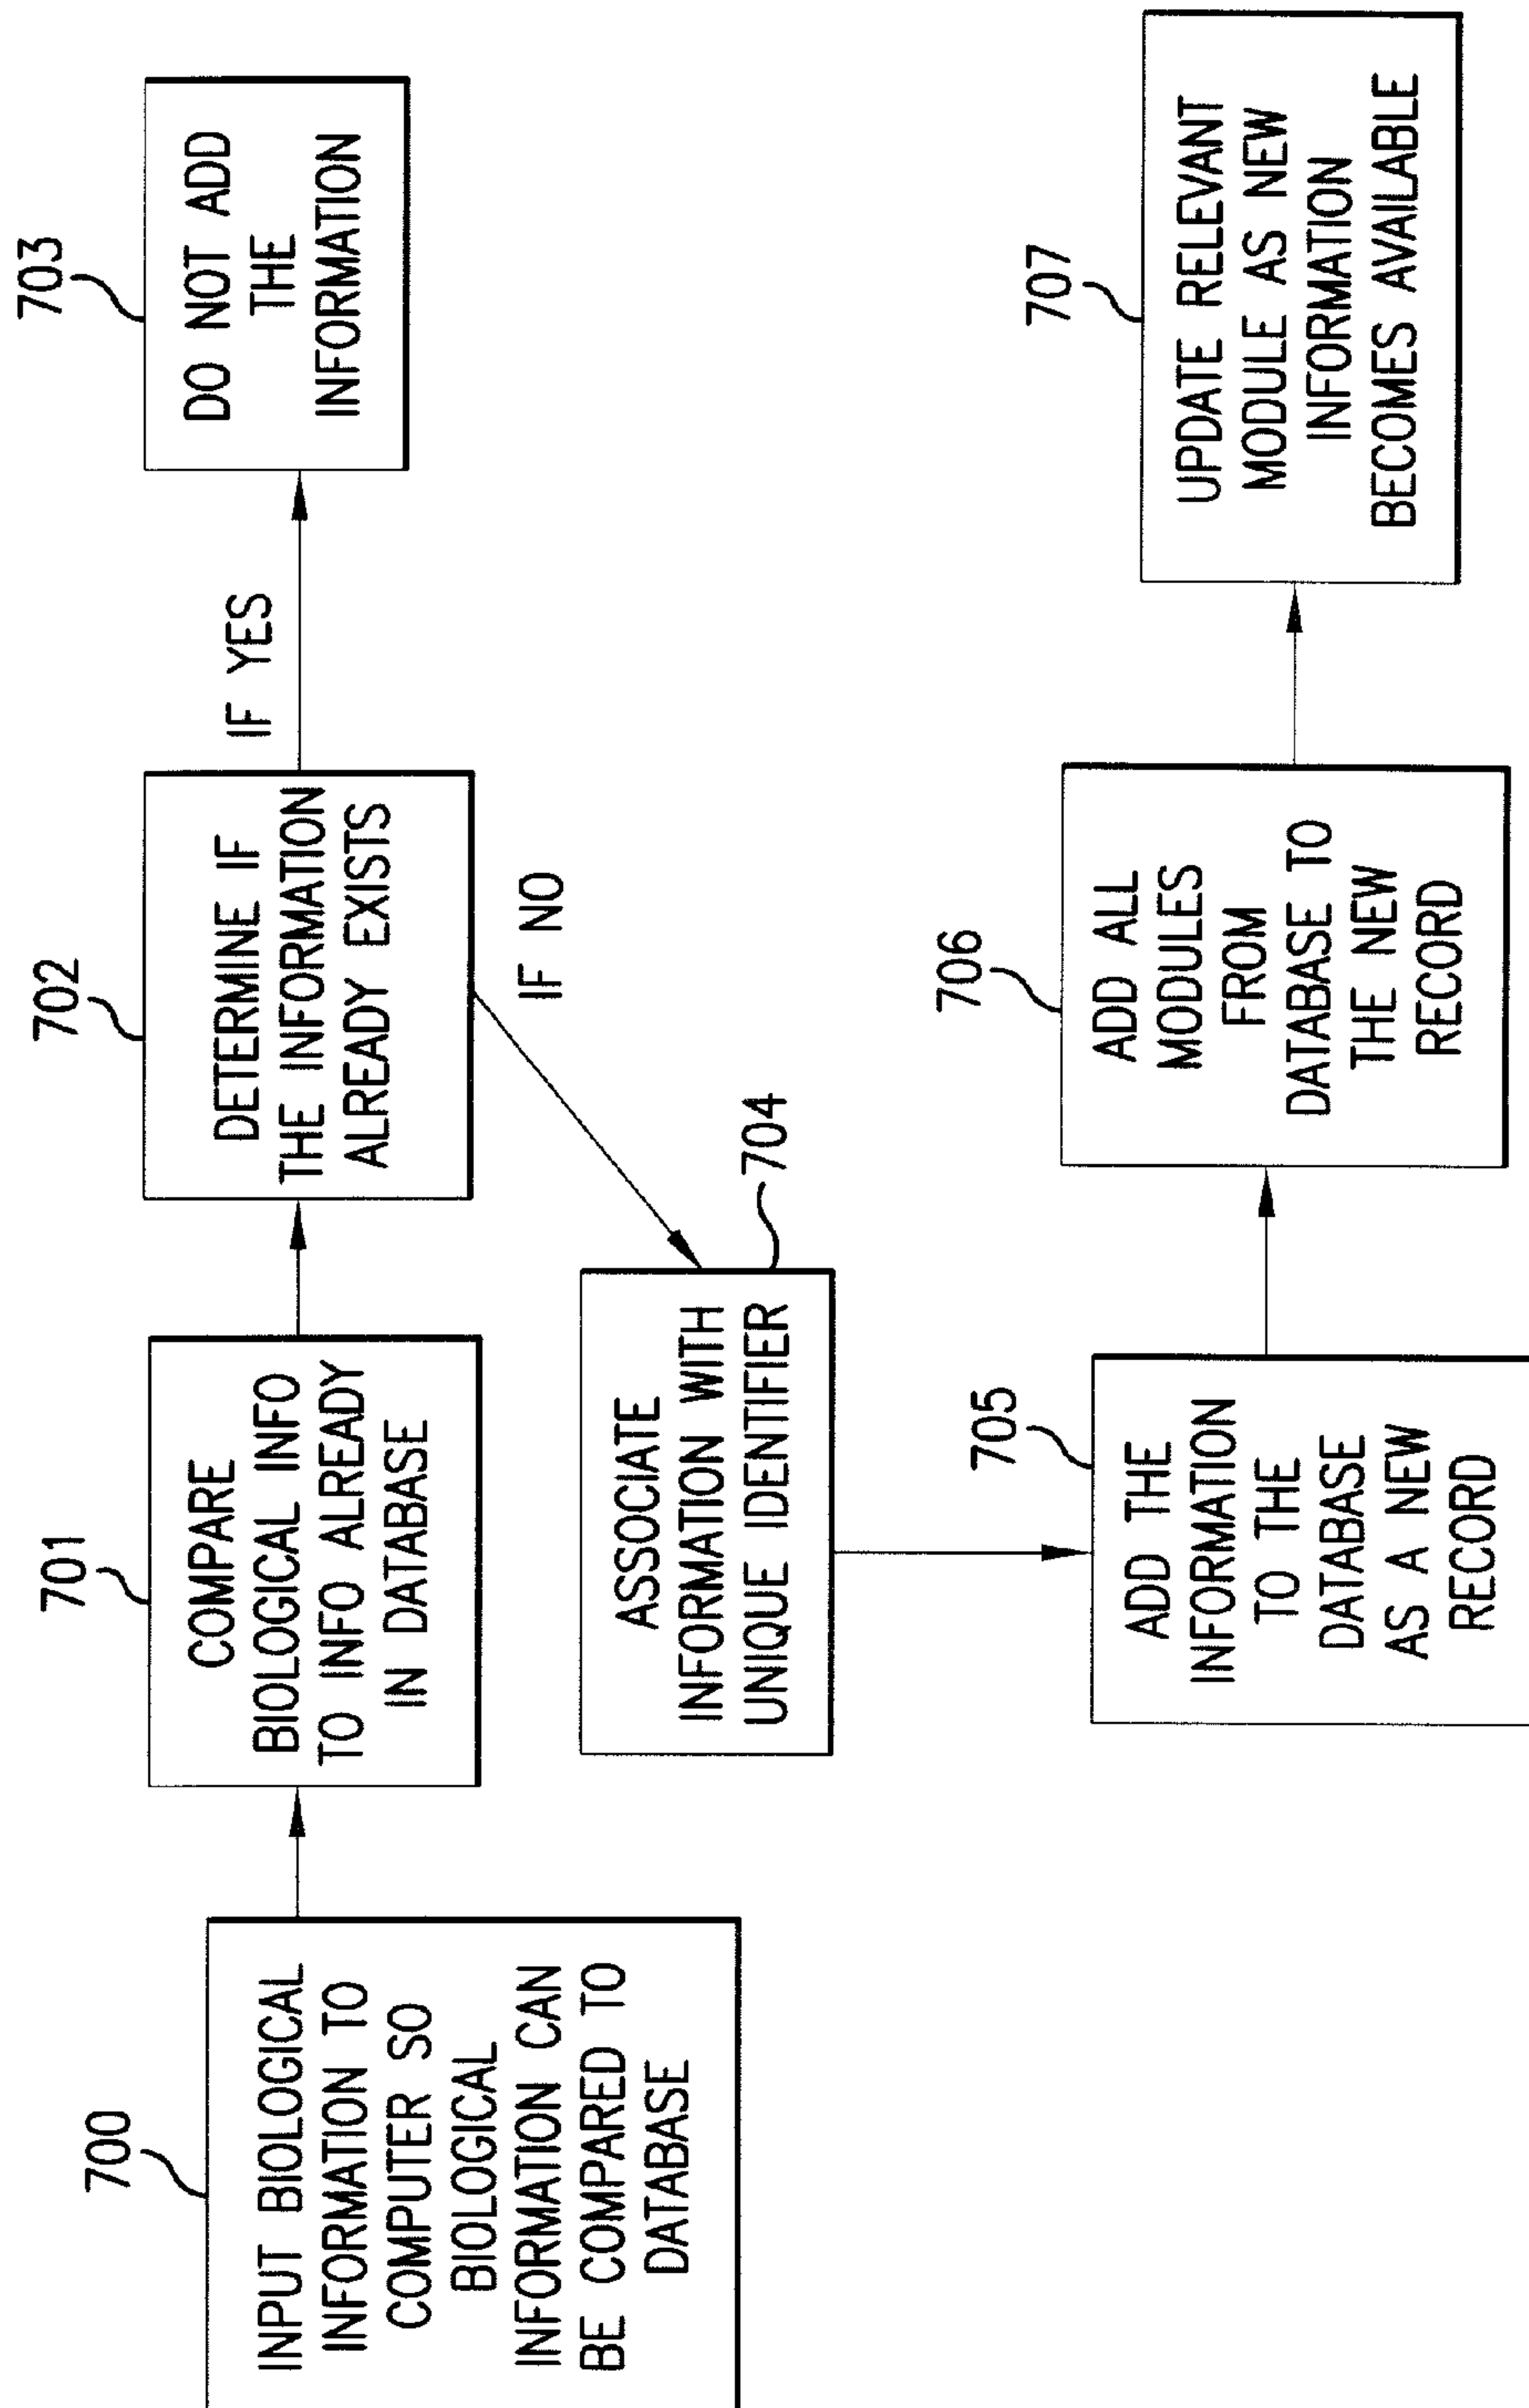 700
INPUT BIOLOGICAL
INFORMATION TO
COMPUTER SO
BIOLOGICAL
INFORMATION CAN
BE COMPARED TO
DATABASE
701
COMPARE
BIOLOGICAL INFO
TO INFO ALREADY
IN DATABASE
702
DETERMINE IF
THE INFORMATION
ALREADY EXISTS
IF YES
703
DO NOT ADD
THE
INFORMATION
IF NO
704
ASSOCIATE
INFORMATION WITH
UNIQUE IDENTIFIER
705
ADD THE
INFORMATION
TO THE
DATABASE
AS A NEW
RECORD
706
ADD ALL
MODULES
FROM
DATABASE TO
THE NEW
RECORD
707
UPDATE RELEVANT
MODULE AS NEW
INFORMATION
BECOMES AVAILABLE